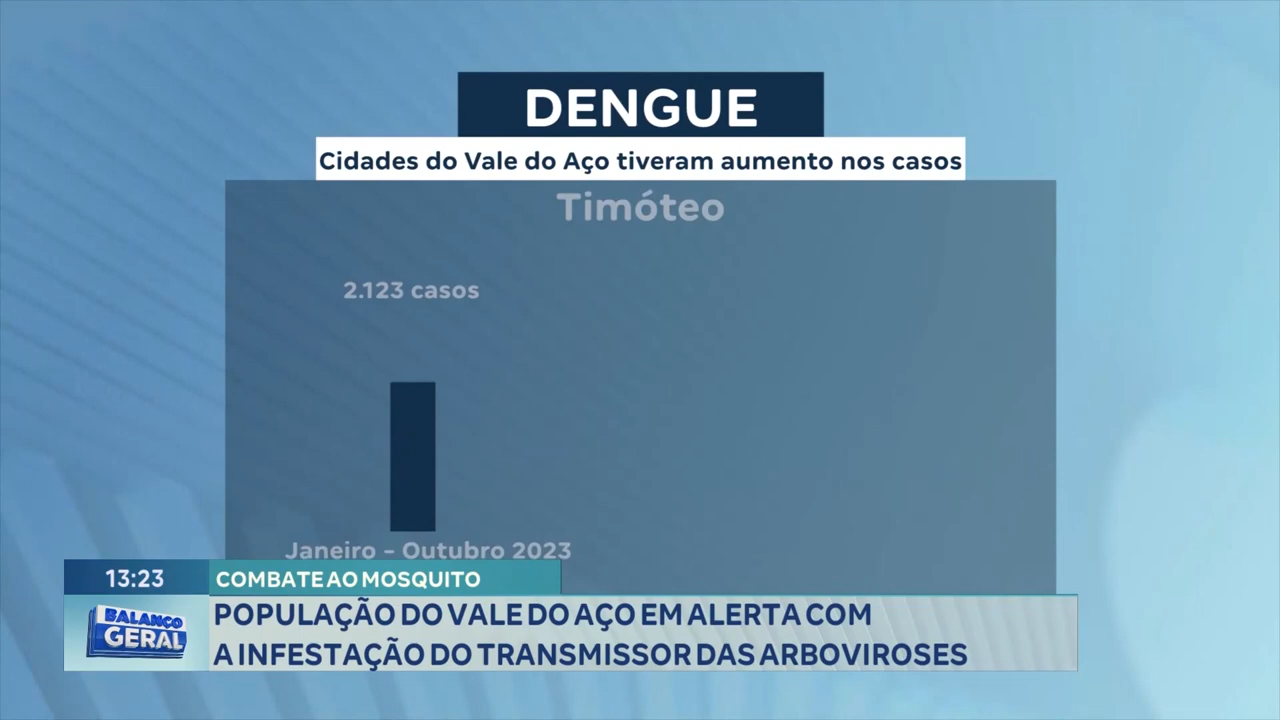 DENGUE
Cidades do Vale do Aço tiveram aumento nos casos
Timóteo
2.123 casos
Janeiro - Outubro 2023
13:23
COMBATE AO MOSQUITO
BALANÇO
GERAL
POPULAÇÃO DO VALE DO AÇO EM ALERTA COM
A INFESTAÇÃO DO TRANSMISSOR DAS ARBOVIROSES